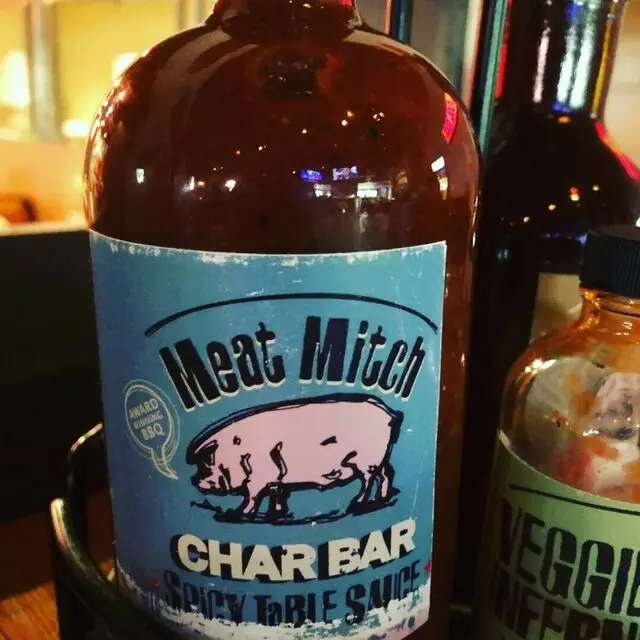 Meat Mitch
AWARD
WINNING
BBQ
CHAR BAR
SPICY TaBLE SAUCE
VEGGIE